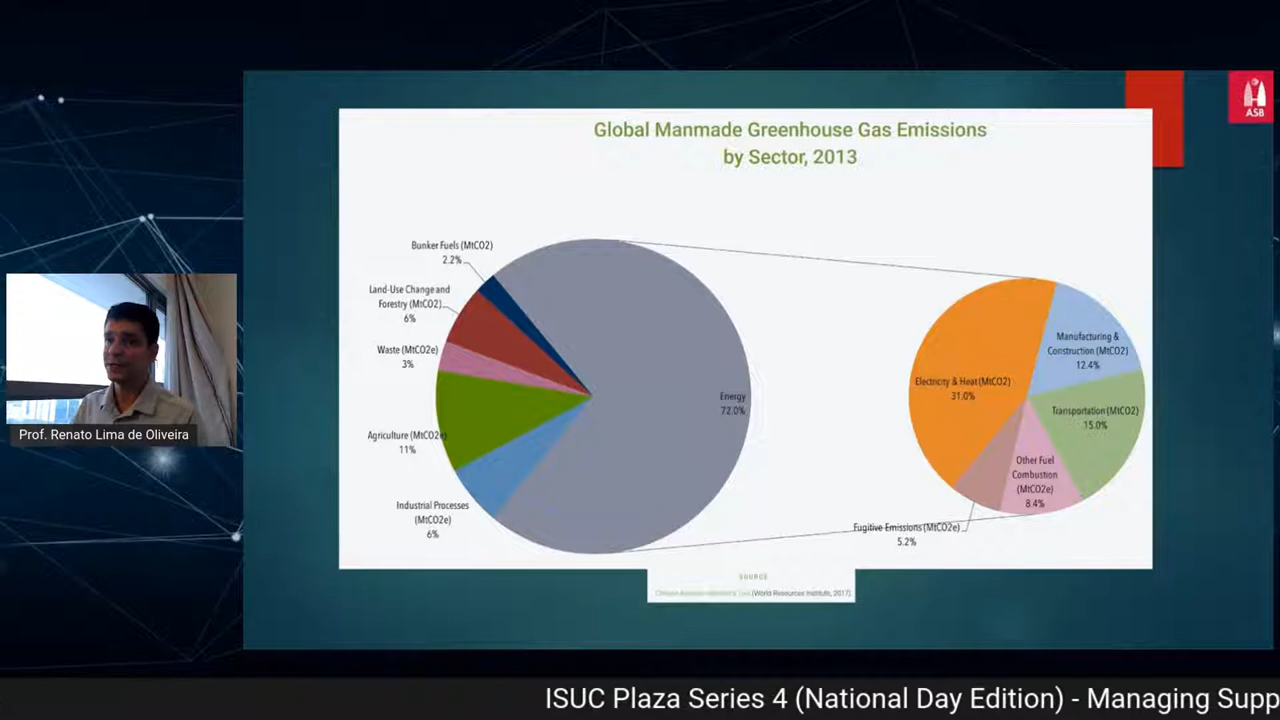 ASB
Global Manmade Greenhouse Gas Emissions
by Sector, 2013
Bunker Fuels (MtCO2)
2.2%
Land-Use Change and
Forestry (MtCO2)
6%
Waste (MtCO2e)
3%
Agriculture (MtCO2e)
11%
Industrial Processes
(MtCO2e)
6%
Energy
72.0%
Electricity & Heat (MtCO2)
31.0%
Manufacturing &
Construction (MtCO2)
12.4%
Transportation (MtCO2)
15.0%
Other Fuel
Combustion
(MtCO2e)
8.4%
Fugitive Emissions (MtCO2e)
5.2%
SOURCE
(World Resources Institute, 2017)
Prof. Renato Lima de Oliveira
ISUC Plaza Series 4 (National Day Edition) - Managing Supp